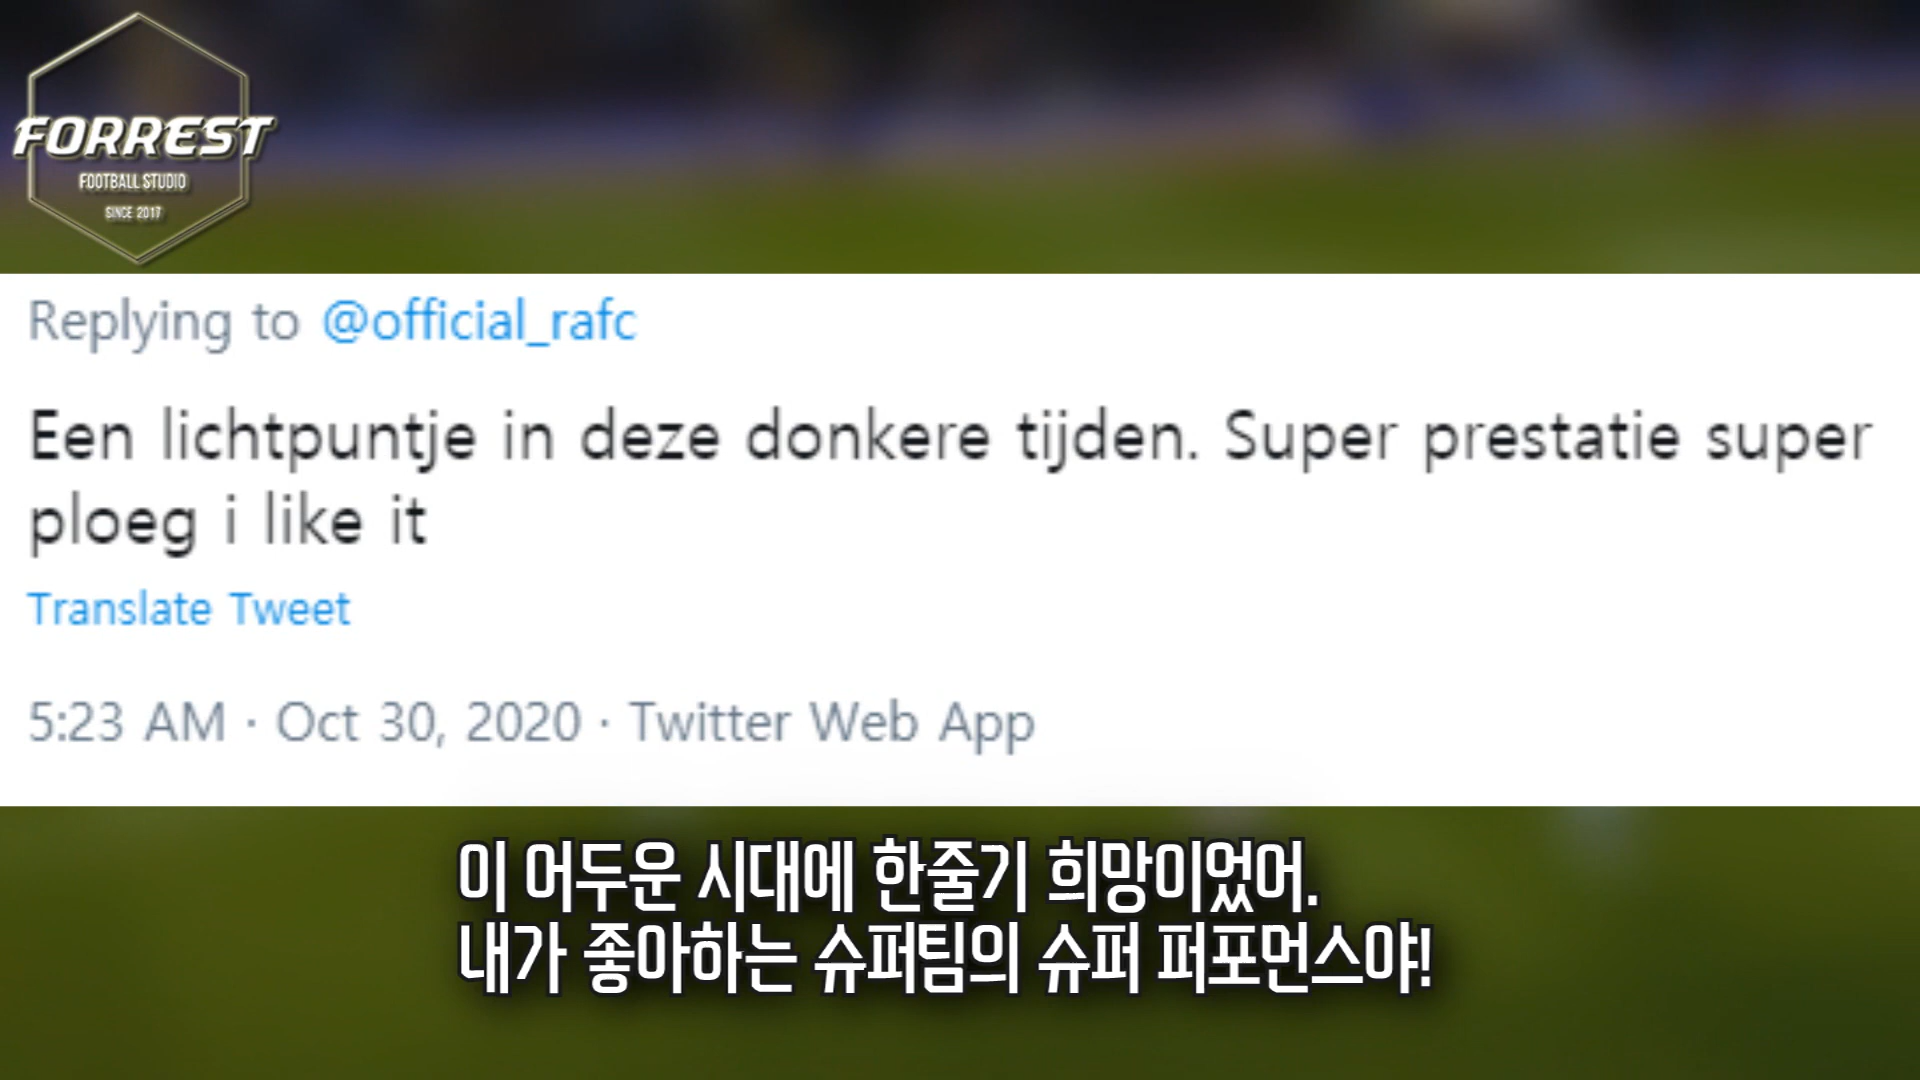 FORREST
FOOTBALL STUDIO
SINCE 2017
Replying to @official_rafc
Een lichtpuntje in deze donkere tijden. Super prestatie super
ploeg i like it
Translate Tweet
5:23 AM · Oct 30, 2020 · Twitter Web App
이 어두운 시대에 한줄기 희망이었어.
내가 좋아하는 슈퍼팀의 슈퍼 퍼포먼스야!